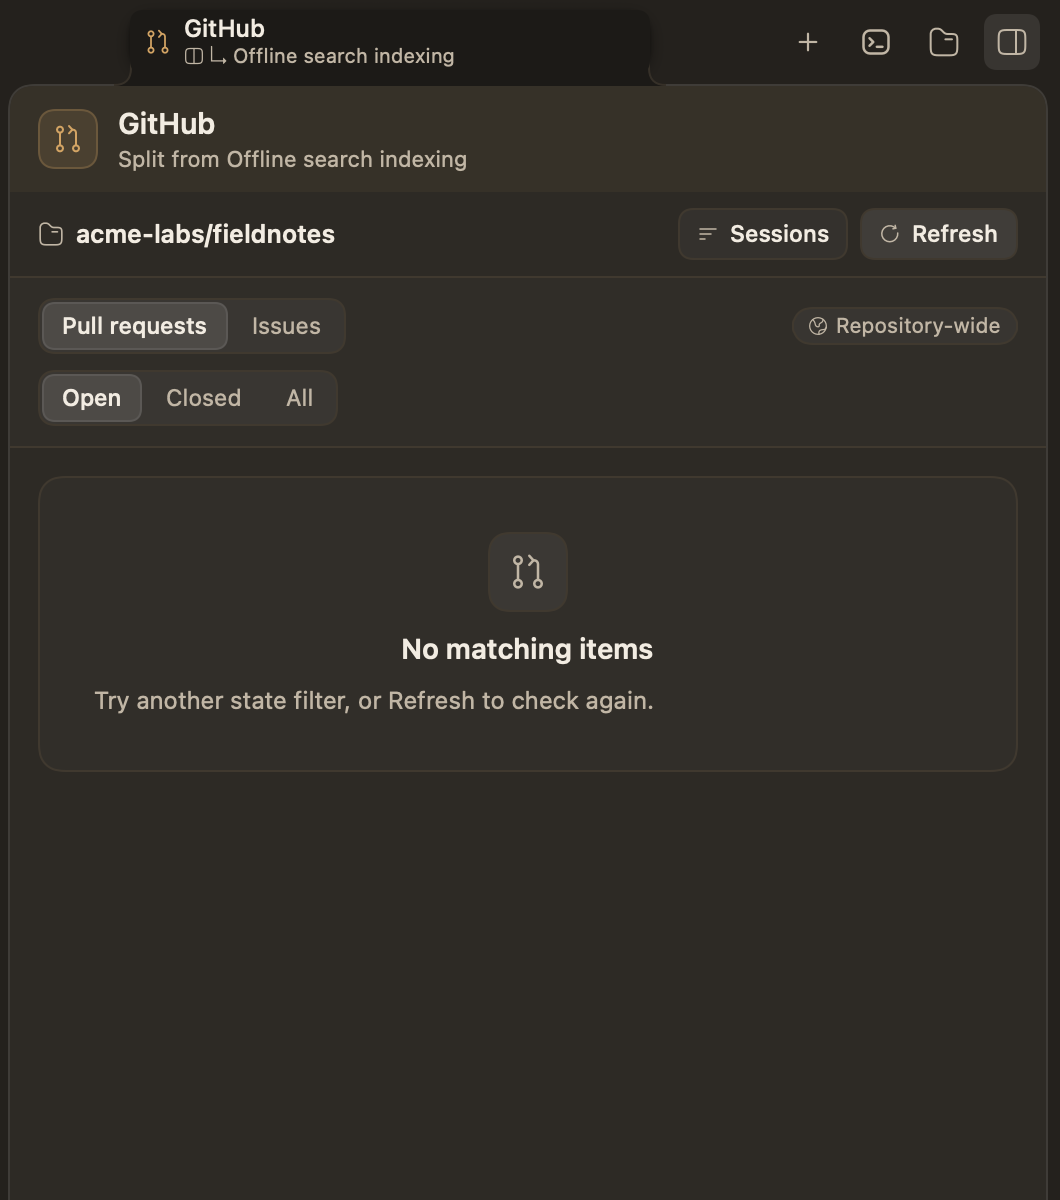 GitHub
Offline search indexing
GitHub
Split from Offline search indexing
acme-labs/fieldnotes
Sessions
Refresh
Pull requests
Issues
Repository-wide
Open
Closed
All
No matching items
Try another state filter, or Refresh to check again.